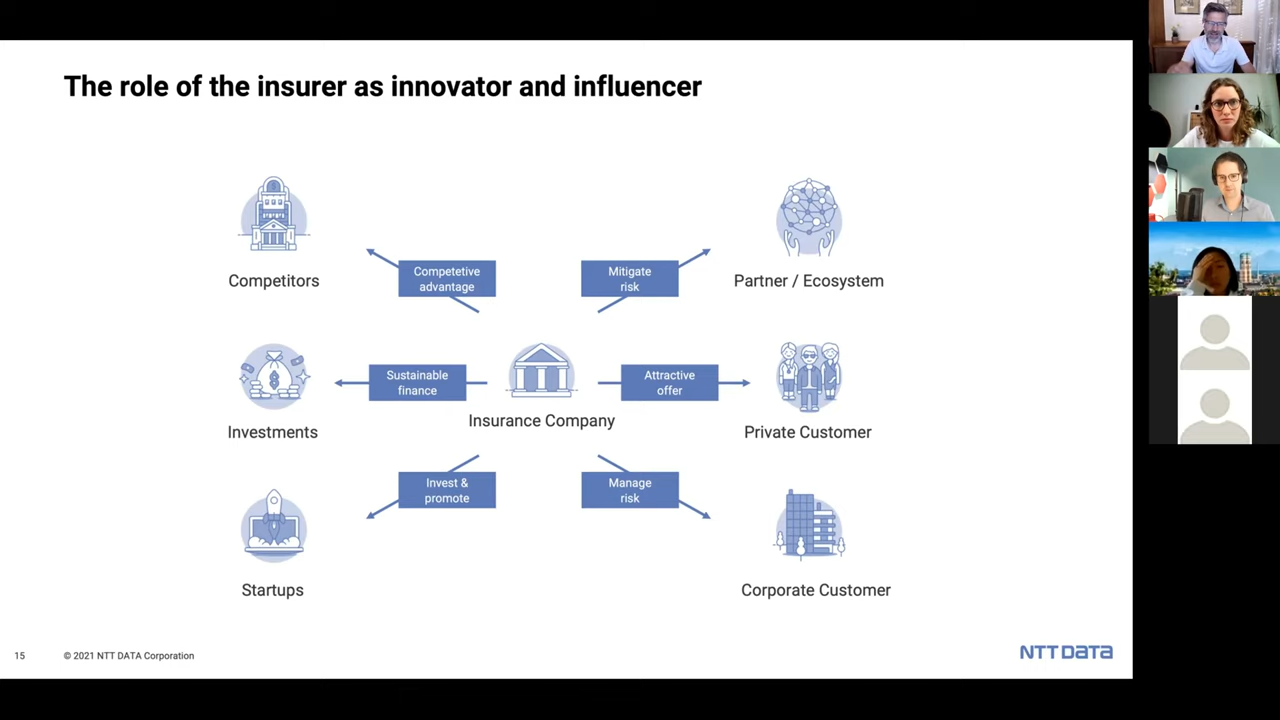 The role of the insurer as innovator and influencer
Competitors
Competetive
advantage
Mitigate
risk
Partner / Ecosystem
Investments
Sustainable
finance
Insurance Company
Attractive
offer
Private Customer
Startups
Invest &
promote
Manage
risk
Corporate Customer
15
© 2021 NTT DATA Corporation
NTT DATA